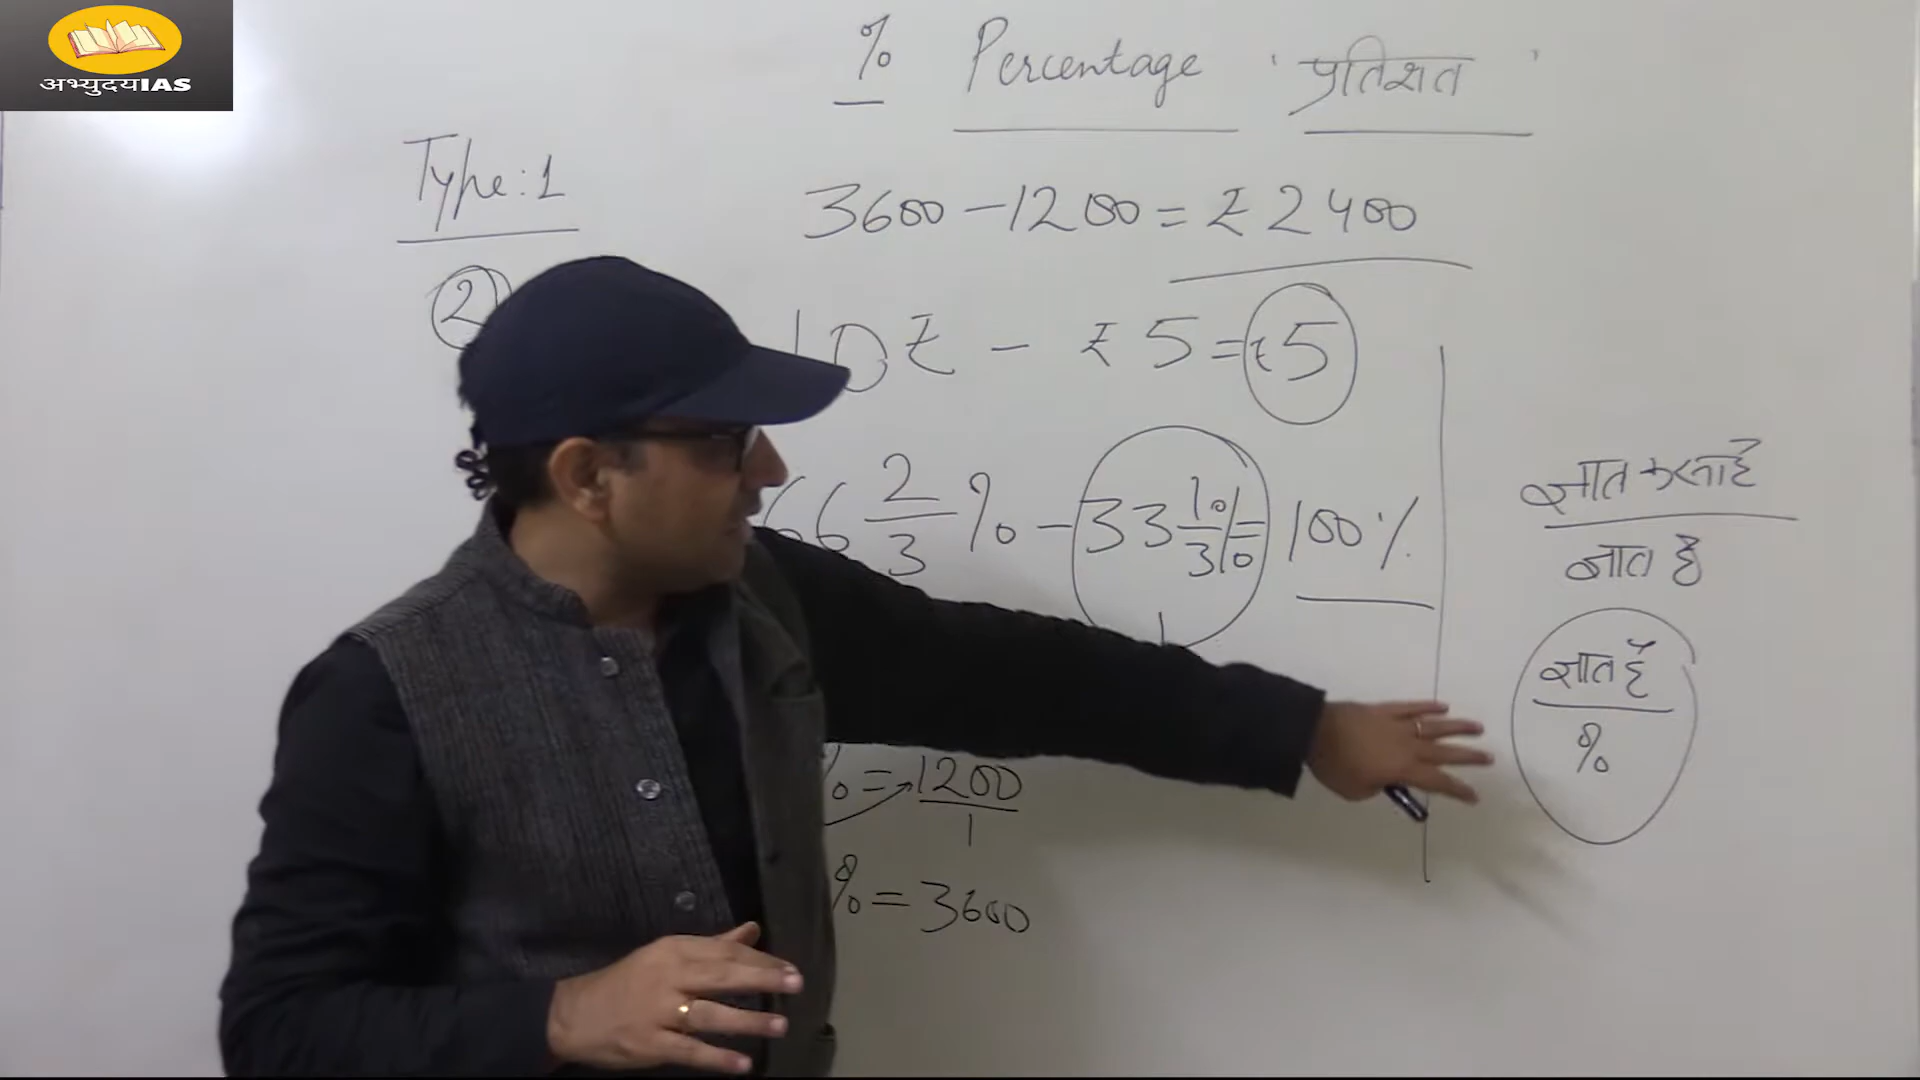 अभ्युदयIAS
% Percentage 'प्रतिशत'
Type:1
3600 - 1200 = ₹ 2400
2
10₹ - ₹5 = ₹5
66 2/3 % - 33 1/3 % = 100%
ज्ञात करना है
ज्ञात है
ज्ञात है
%
% = 1200/1
% = 3600